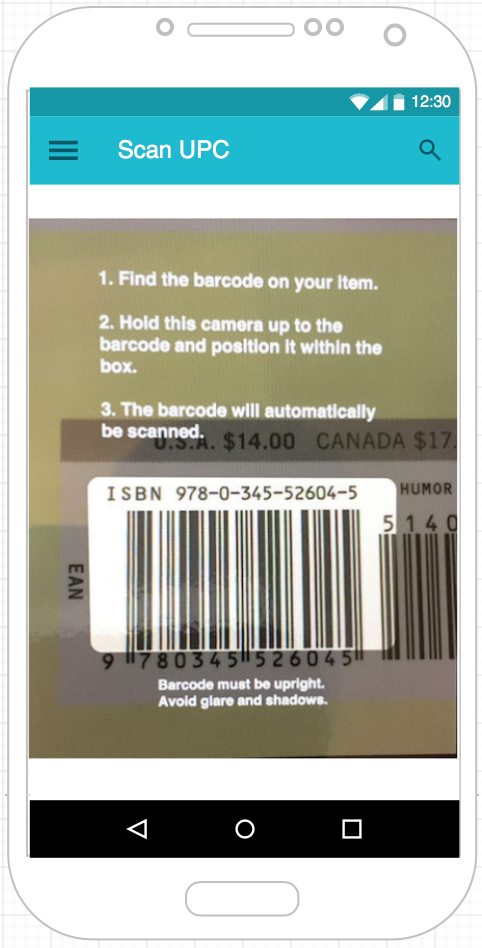 12:30
Scan UPC
1. Find the barcode on your item.
2. Hold this camera up to the
barcode and position it within the
box.
3. The barcode will automatically
be scanned.
U.S.A. $14.00 CANADA $17.
ISBN 978-0-345-52604-5
HUMOR
5140
EAN
9 780345 526045
Barcode must be upright.
Avoid glare and shadows.